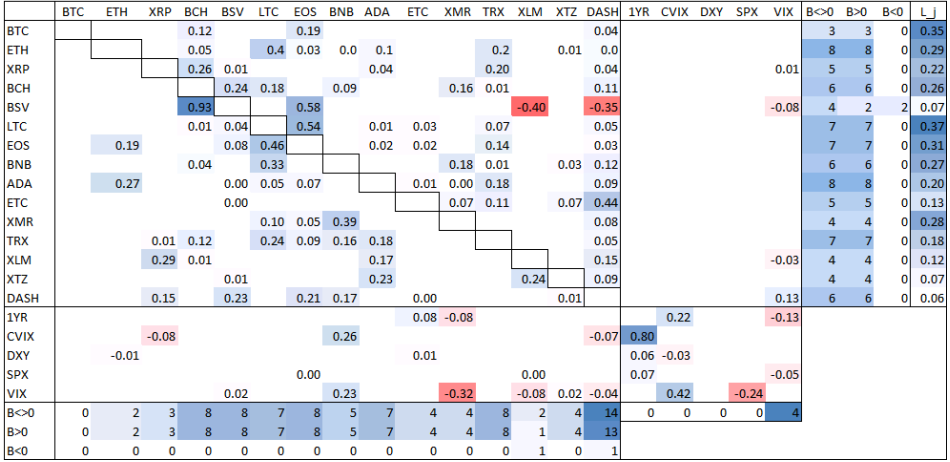 BTC ETH XRP BCH BSV LTC EOS BNB ADA ETC XMR TRX XLM XTZ DASH 1YR CVIX DXY SPX VIX B<>0 B>0 B<0 L_j
BTC 0.12 0.19 0.04 3 3 0 0.35
ETH 0.05 0.4 0.03 0.0 0.1 0.2 0.01 0.0 8 8 0 0.29
XRP 0.26 0.01 0.04 0.20 0.04 0.01 5 5 0 0.22
BCH 0.24 0.18 0.09 0.16 0.01 0.11 6 6 0 0.26
BSV 0.93 0.58 -0.40 -0.35 -0.08 4 2 2 0.07
LTC 0.01 0.04 0.54 0.01 0.03 0.07 0.05 7 7 0 0.37
EOS 0.19 0.08 0.46 0.02 0.02 0.14 0.03 7 7 0 0.31
BNB 0.04 0.33 0.18 0.01 0.03 0.12 6 6 0 0.27
ADA 0.27 0.00 0.05 0.07 0.01 0.00 0.18 0.09 8 8 0 0.20
ETC 0.00 0.07 0.11 0.07 0.44 5 5 0 0.13
XMR 0.10 0.05 0.39 0.08 4 4 0 0.28
TRX 0.01 0.12 0.24 0.09 0.16 0.18 0.05 7 7 0 0.18
XLM 0.29 0.01 0.17 0.15 -0.03 4 4 0 0.12
XTZ 0.01 0.23 0.24 0.09 4 4 0 0.07
DASH 0.15 0.23 0.21 0.17 0.00 0.01 0.13 6 6 0 0.06
1YR 0.08 -0.08 0.22 -0.13
CVIX -0.08 0.26 -0.07 0.80
DXY -0.01 0.01 0.06 -0.03
SPX 0.00 0.00 0.07 -0.05
VIX 0.02 0.23 -0.32 -0.08 0.02 -0.04 0.42 -0.24
B<>0 0 2 3 8 8 7 8 5 7 4 4 8 2 4 14 0 0 0 0 4
B>0 0 2 3 8 8 7 8 5 7 4 4 8 1 4 13
B<0 0 0 0 0 0 0 0 0 0 0 0 0 1 0 1